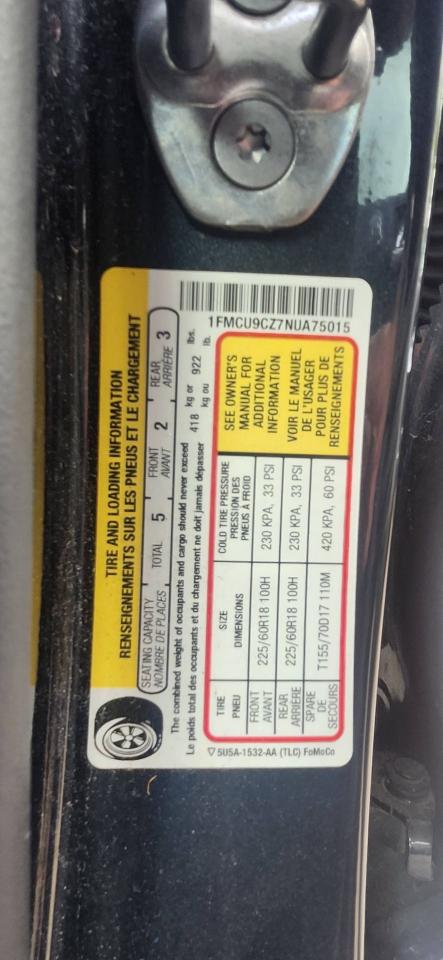 TIRE AND LOADING INFORMATION
RENSEIGNEMENTS SUR LES PNEUS ET LE CHARGEMENT
SEATING CAPACITY TOTAL 5 FRONT 2 REAR 3
NOMBRE DE PLACES AVANT ARRIÈRE
The combined weight of occupants and cargo should never exceed 418 kg or 922 lbs.
Le poids total des occupants et du chargement ne doit jamais dépasser kg ou lb.
1FMCU9CZ7NUA75015
TIRE SIZE COLD TIRE PRESSURE
PNEU DIMENSIONS PRESSION DES
PNEUS À FROID
FRONT 225/60R18 100H 230 KPA, 33 PSI
AVANT
REAR 225/60R18 100H 230 KPA, 33 PSI
ARRIÈRE
SPARE T155/70D17 110M 420 KPA, 60 PSI
DE
SECOURS
SEE OWNER'S
MANUAL FOR
ADDITIONAL
INFORMATION
VOIR LE MANUEL
DE L'USAGER
POUR PLUS DE
RENSEIGNEMENTS
5U5A-1532-AA (TLC) FoMoCo